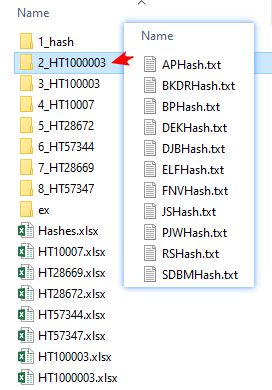 Name
1_hash
2_HT1000003
3_HT100003
4_HT10007
5_HT28672
6_HT57344
7_HT28669
8_HT57347
ex
Hashes.xlsx
HT10007.xlsx
HT28669.xlsx
HT28672.xlsx
HT57344.xlsx
HT57347.xlsx
HT100003.xlsx
HT1000003.xlsx
Name
APHash.txt
BKDRHash.txt
BPHash.txt
DEKHash.txt
DJBHash.txt
ELFHash.txt
FNVHash.txt
JSHash.txt
PJWHash.txt
RSHash.txt
SDBMHash.txt